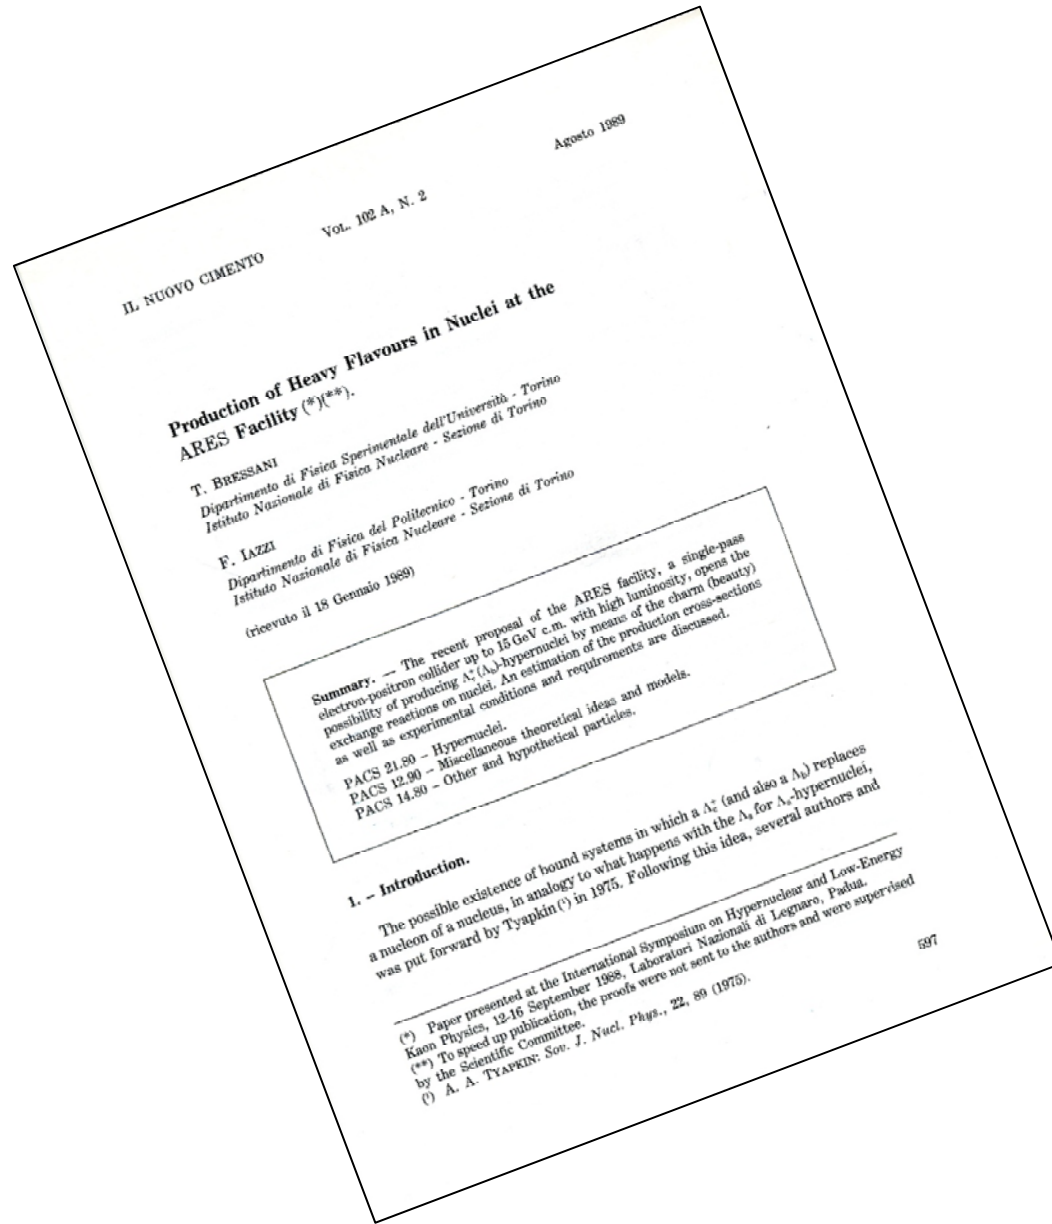 IL NUOVO CIMENTO VOL. 102 A, N. 2 Agosto 1989
Production of Heavy Flavours in Nuclei at the
ARES Facility (*)(**).
T. BRESSANI
Dipartimento di Fisica Sperimentale dell'Università - Torino
Istituto Nazionale di Fisica Nucleare - Sezione di Torino
F. IAZZI
Dipartimento di Fisica del Politecnico - Torino
Istituto Nazionale di Fisica Nucleare - Sezione di Torino
(ricevuto il 18 Gennaio 1989)
Summary. — The recent proposal of the ARES facility, a single-pass
electron-positron collider up to 15 GeV c.m. with high luminosity, opens the
possibility of producing Λc⁺(Λb)-hypernuclei by means of the charm (beauty)
exchange reactions on nuclei. An estimation of the production cross-sections
as well as experimental conditions and requirements are discussed.
PACS 21.80 – Hypernuclei.
PACS 12.90 – Miscellaneous theoretical ideas and models.
PACS 14.80 – Other and hypothetical particles.
1. – Introduction.
The possible existence of bound systems in which a Λc⁺ (and also a Λb) replaces
a nucleon of a nucleus, in analogy to what happens with the Λs for Λs-hypernuclei,
was put forward by Tyapkin (¹) in 1975. Following this idea, several authors and
(*) Paper presented at the International Symposium on Hypernuclear and Low-Energy
Kaon Physics, 12-16 September 1988, Laboratori Nazionali di Legnaro, Padua.
(**) To speed up publication, the proofs were not sent to the authors and were supervised
by the Scientific Committee.
(¹) A. A. TYAPKIN: Sov. J. Nucl. Phys., 22, 89 (1975).
597